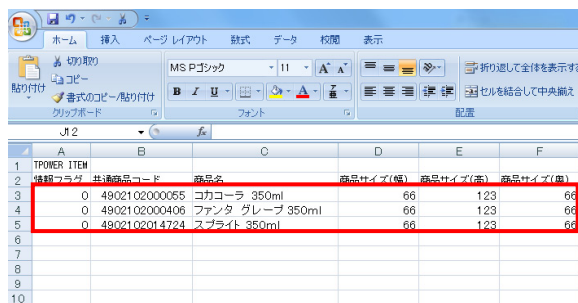 ホーム 挿入 ページ レイアウト 数式 データ 校閲 表示
切り取り
コピー
書式のコピー/貼り付け
貼り付け
クリップボード
MS Pゴシック 11 A A
B I U A
フォント
折り返して全体を表示する
セルを結合して中央揃え
配置
J12 fx
A B C D E F
1 TPOWER ITEM
2 情報フラグ 共通商品コード 商品名 商品サイズ(幅) 商品サイズ(高) 商品サイズ(奥)
3 0 4902102000055 コカコーラ 350ml 66 123 66
4 0 4902102000406 ファンタ グレープ 350ml 66 123 66
5 0 4902102014724 スプライト 350ml 66 123 66
6
7
8
9
10